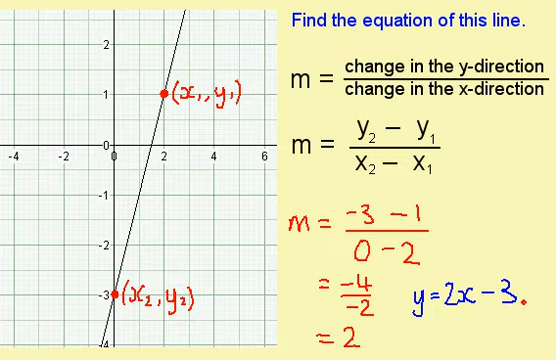 Find the equation of this line.
m = change in the y-direction / change in the x-direction
m = y₂ − y₁ / x₂ − x₁
m = −3 −1 / 0 − 2
= −4 / −2
y = 2x − 3.
= 2
2
1
(x₁, y₁)
-4 -2 0 2 4 6
-0
-1
-2
-3
(x₂, y₂)
-4